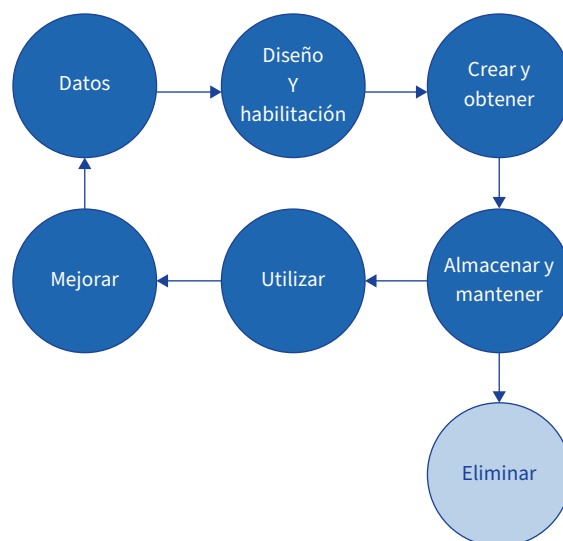 Datos
Diseño
Y
habilitación
Crear y
obtener
Mejorar
Utilizar
Almacenar y
mantener
Eliminar